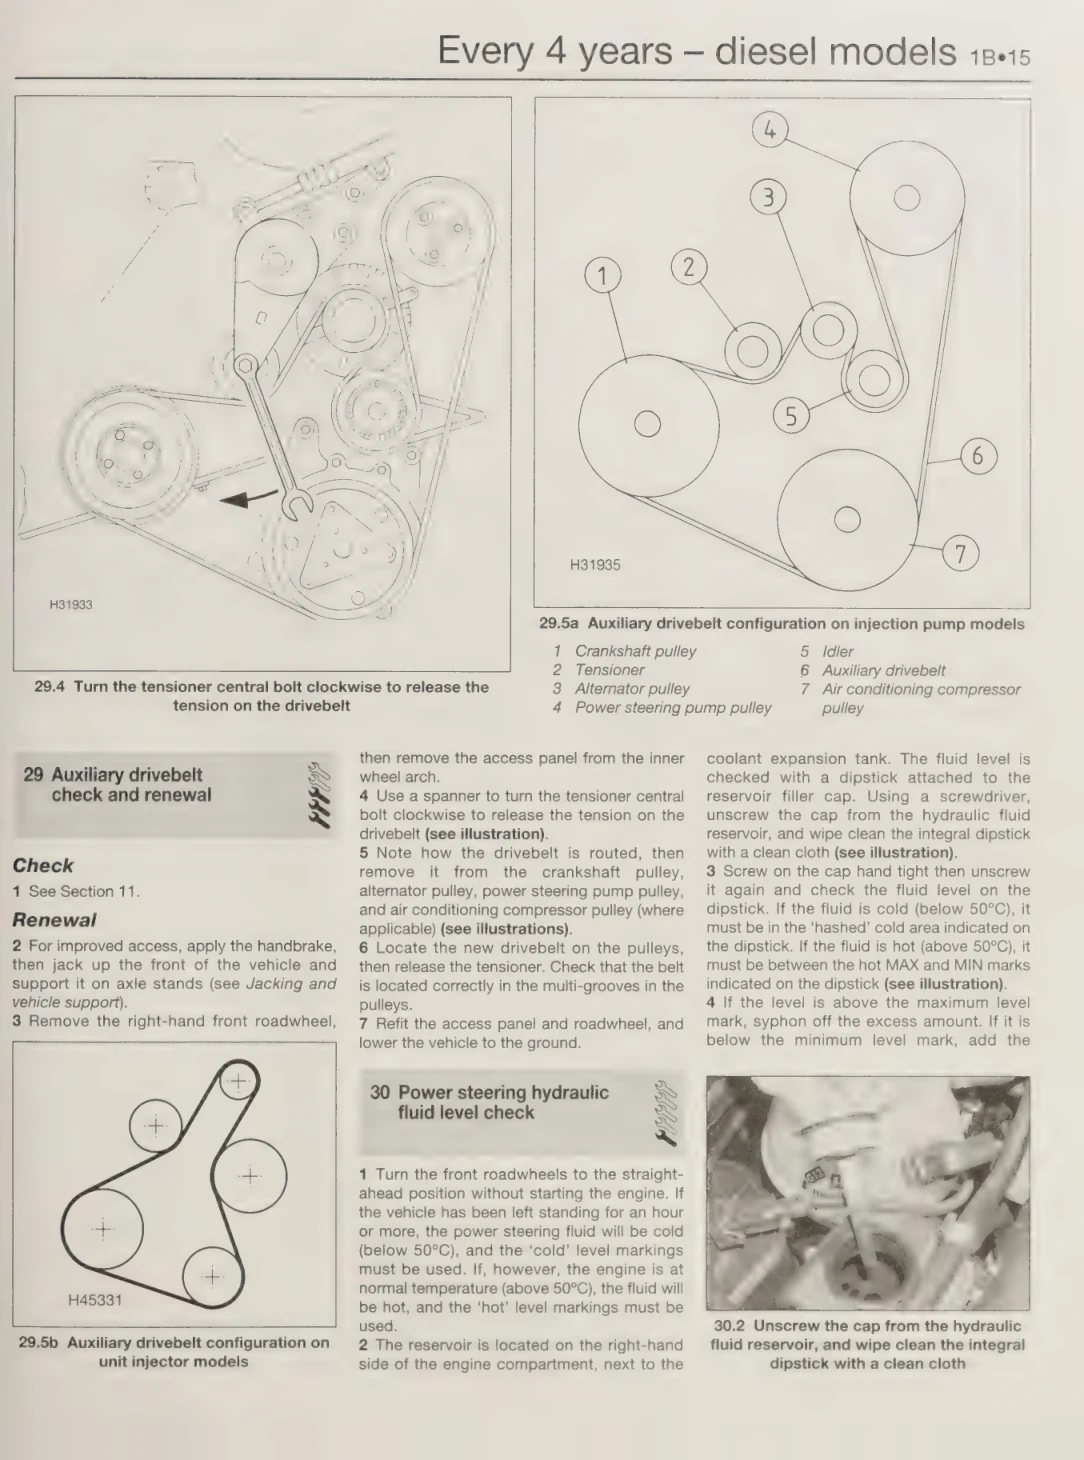 Every 4 years – diesel models 1B•15
H31933
29.4 Turn the tensioner central bolt clockwise to release the
tension on the drivebelt
1
2
3
4
5
6
7
H31935
29.5a Auxiliary drivebelt configuration on injection pump models
1 Crankshaft pulley
2 Tensioner
3 Alternator pulley
4 Power steering pump pulley
5 Idler
6 Auxiliary drivebelt
7 Air conditioning compressor
pulley
29 Auxiliary drivebelt
check and renewal
Check
1 See Section 11.
Renewal
2 For improved access, apply the handbrake,
then jack up the front of the vehicle and
support it on axle stands (see Jacking and
vehicle support).
3 Remove the right-hand front roadwheel,
H45331
29.5b Auxiliary drivebelt configuration on
unit injector models
then remove the access panel from the inner
wheel arch.
4 Use a spanner to turn the tensioner central
bolt clockwise to release the tension on the
drivebelt (see illustration).
5 Note how the drivebelt is routed, then
remove it from the crankshaft pulley,
alternator pulley, power steering pump pulley,
and air conditioning compressor pulley (where
applicable) (see illustrations).
6 Locate the new drivebelt on the pulleys,
then release the tensioner. Check that the belt
is located correctly in the multi-grooves in the
pulleys.
7 Refit the access panel and roadwheel, and
lower the vehicle to the ground.
30 Power steering hydraulic
fluid level check
1 Turn the front roadwheels to the straight-
ahead position without starting the engine. If
the vehicle has been left standing for an hour
or more, the power steering fluid will be cold
(below 50ºC), and the 'cold' level markings
must be used. If, however, the engine is at
normal temperature (above 50ºC), the fluid will
be hot, and the 'hot' level markings must be
used.
2 The reservoir is located on the right-hand
side of the engine compartment, next to the
coolant expansion tank. The fluid level is
checked with a dipstick attached to the
reservoir filler cap. Using a screwdriver,
unscrew the cap from the hydraulic fluid
reservoir, and wipe clean the integral dipstick
with a clean cloth (see illustration).
3 Screw on the cap hand tight then unscrew
it again and check the fluid level on the
dipstick. If the fluid is cold (below 50ºC), it
must be in the 'hashed' cold area indicated on
the dipstick. If the fluid is hot (above 50ºC), it
must be between the hot MAX and MIN marks
indicated on the dipstick (see illustration).
4 If the level is above the maximum level
mark, syphon off the excess amount. If it is
below the minimum level mark, add the
30.2 Unscrew the cap from the hydraulic
fluid reservoir, and wipe clean the integral
dipstick with a clean cloth